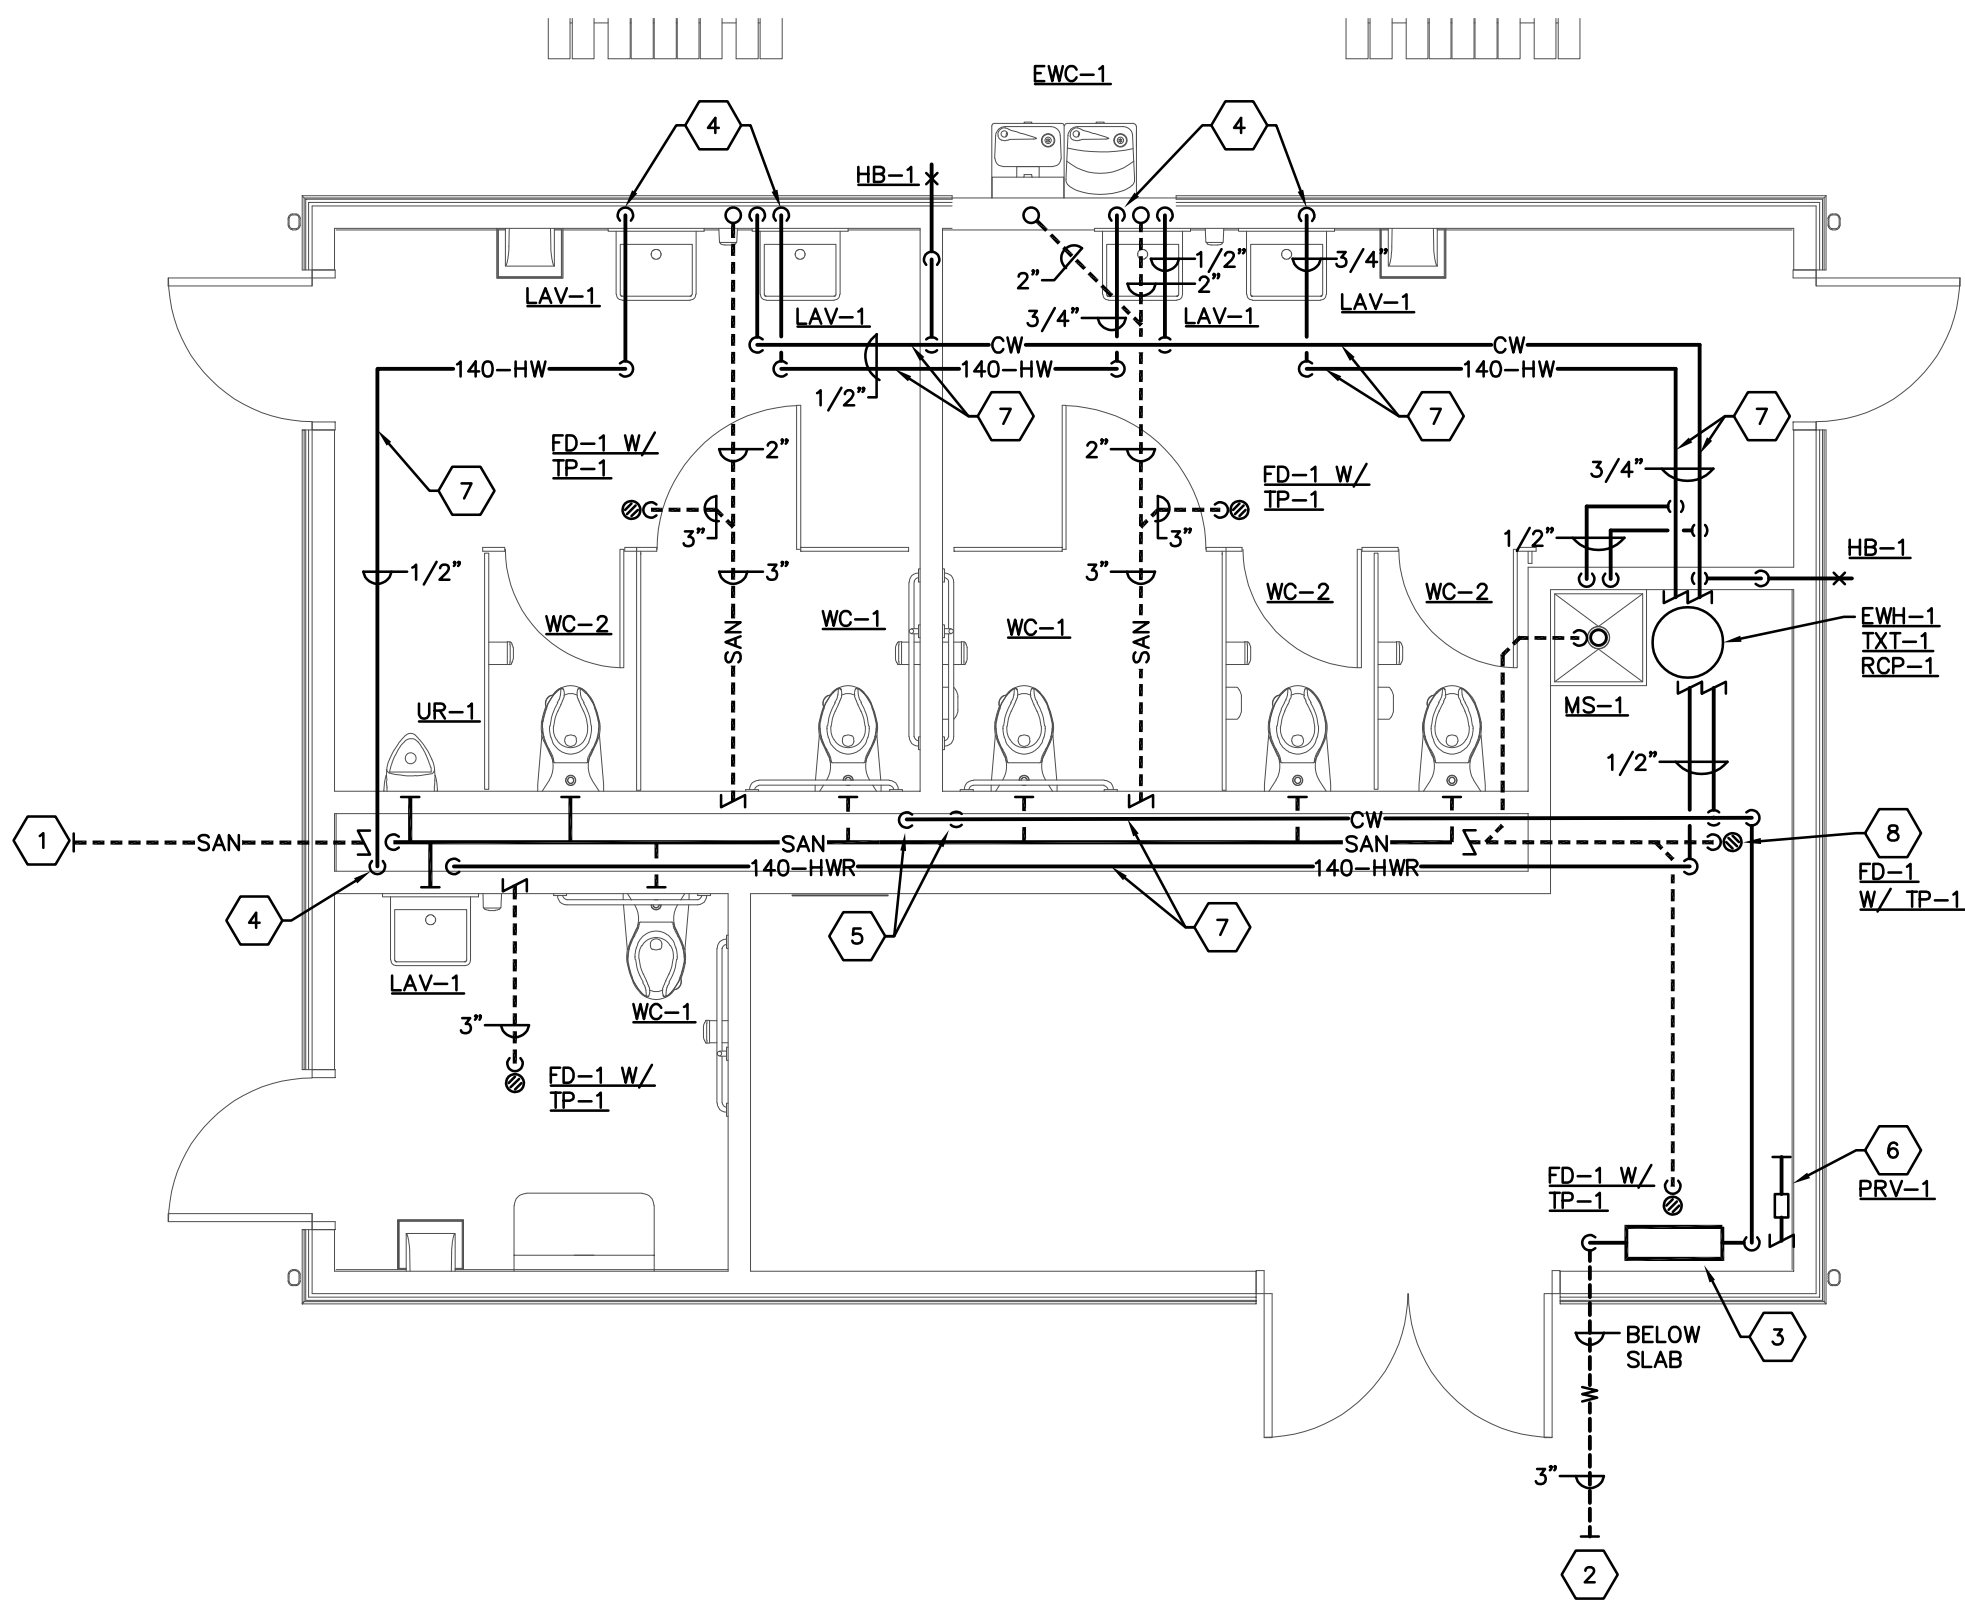 EWC-1
4
4
HB-1
LAV-1
LAV-1
2"
3/4"
1/2"
2"
LAV-1
3/4"
LAV-1
CW
CW
140-HW
140-HW
140-HW
1/2"
7
7
7
FD-1 W/
TP-1
2"
2"
FD-1 W/
TP-1
3/4"
7
3"
3"
1/2"
HB-1
1/2"
3"
3"
WC-2
WC-1
WC-1
WC-2
WC-2
SAN
SAN
EWH-1
TXT-1
RCP-1
UR-1
MS-1
1/2"
1
SAN
CW
SAN
SAN
8
140-HWR
140-HWR
FD-1
W/ TP-1
4
5
7
LAV-1
WC-1
3"
FD-1 W/
TP-1
6
PRV-1
FD-1 W/
TP-1
BELOW
SLAB
3
3"
2